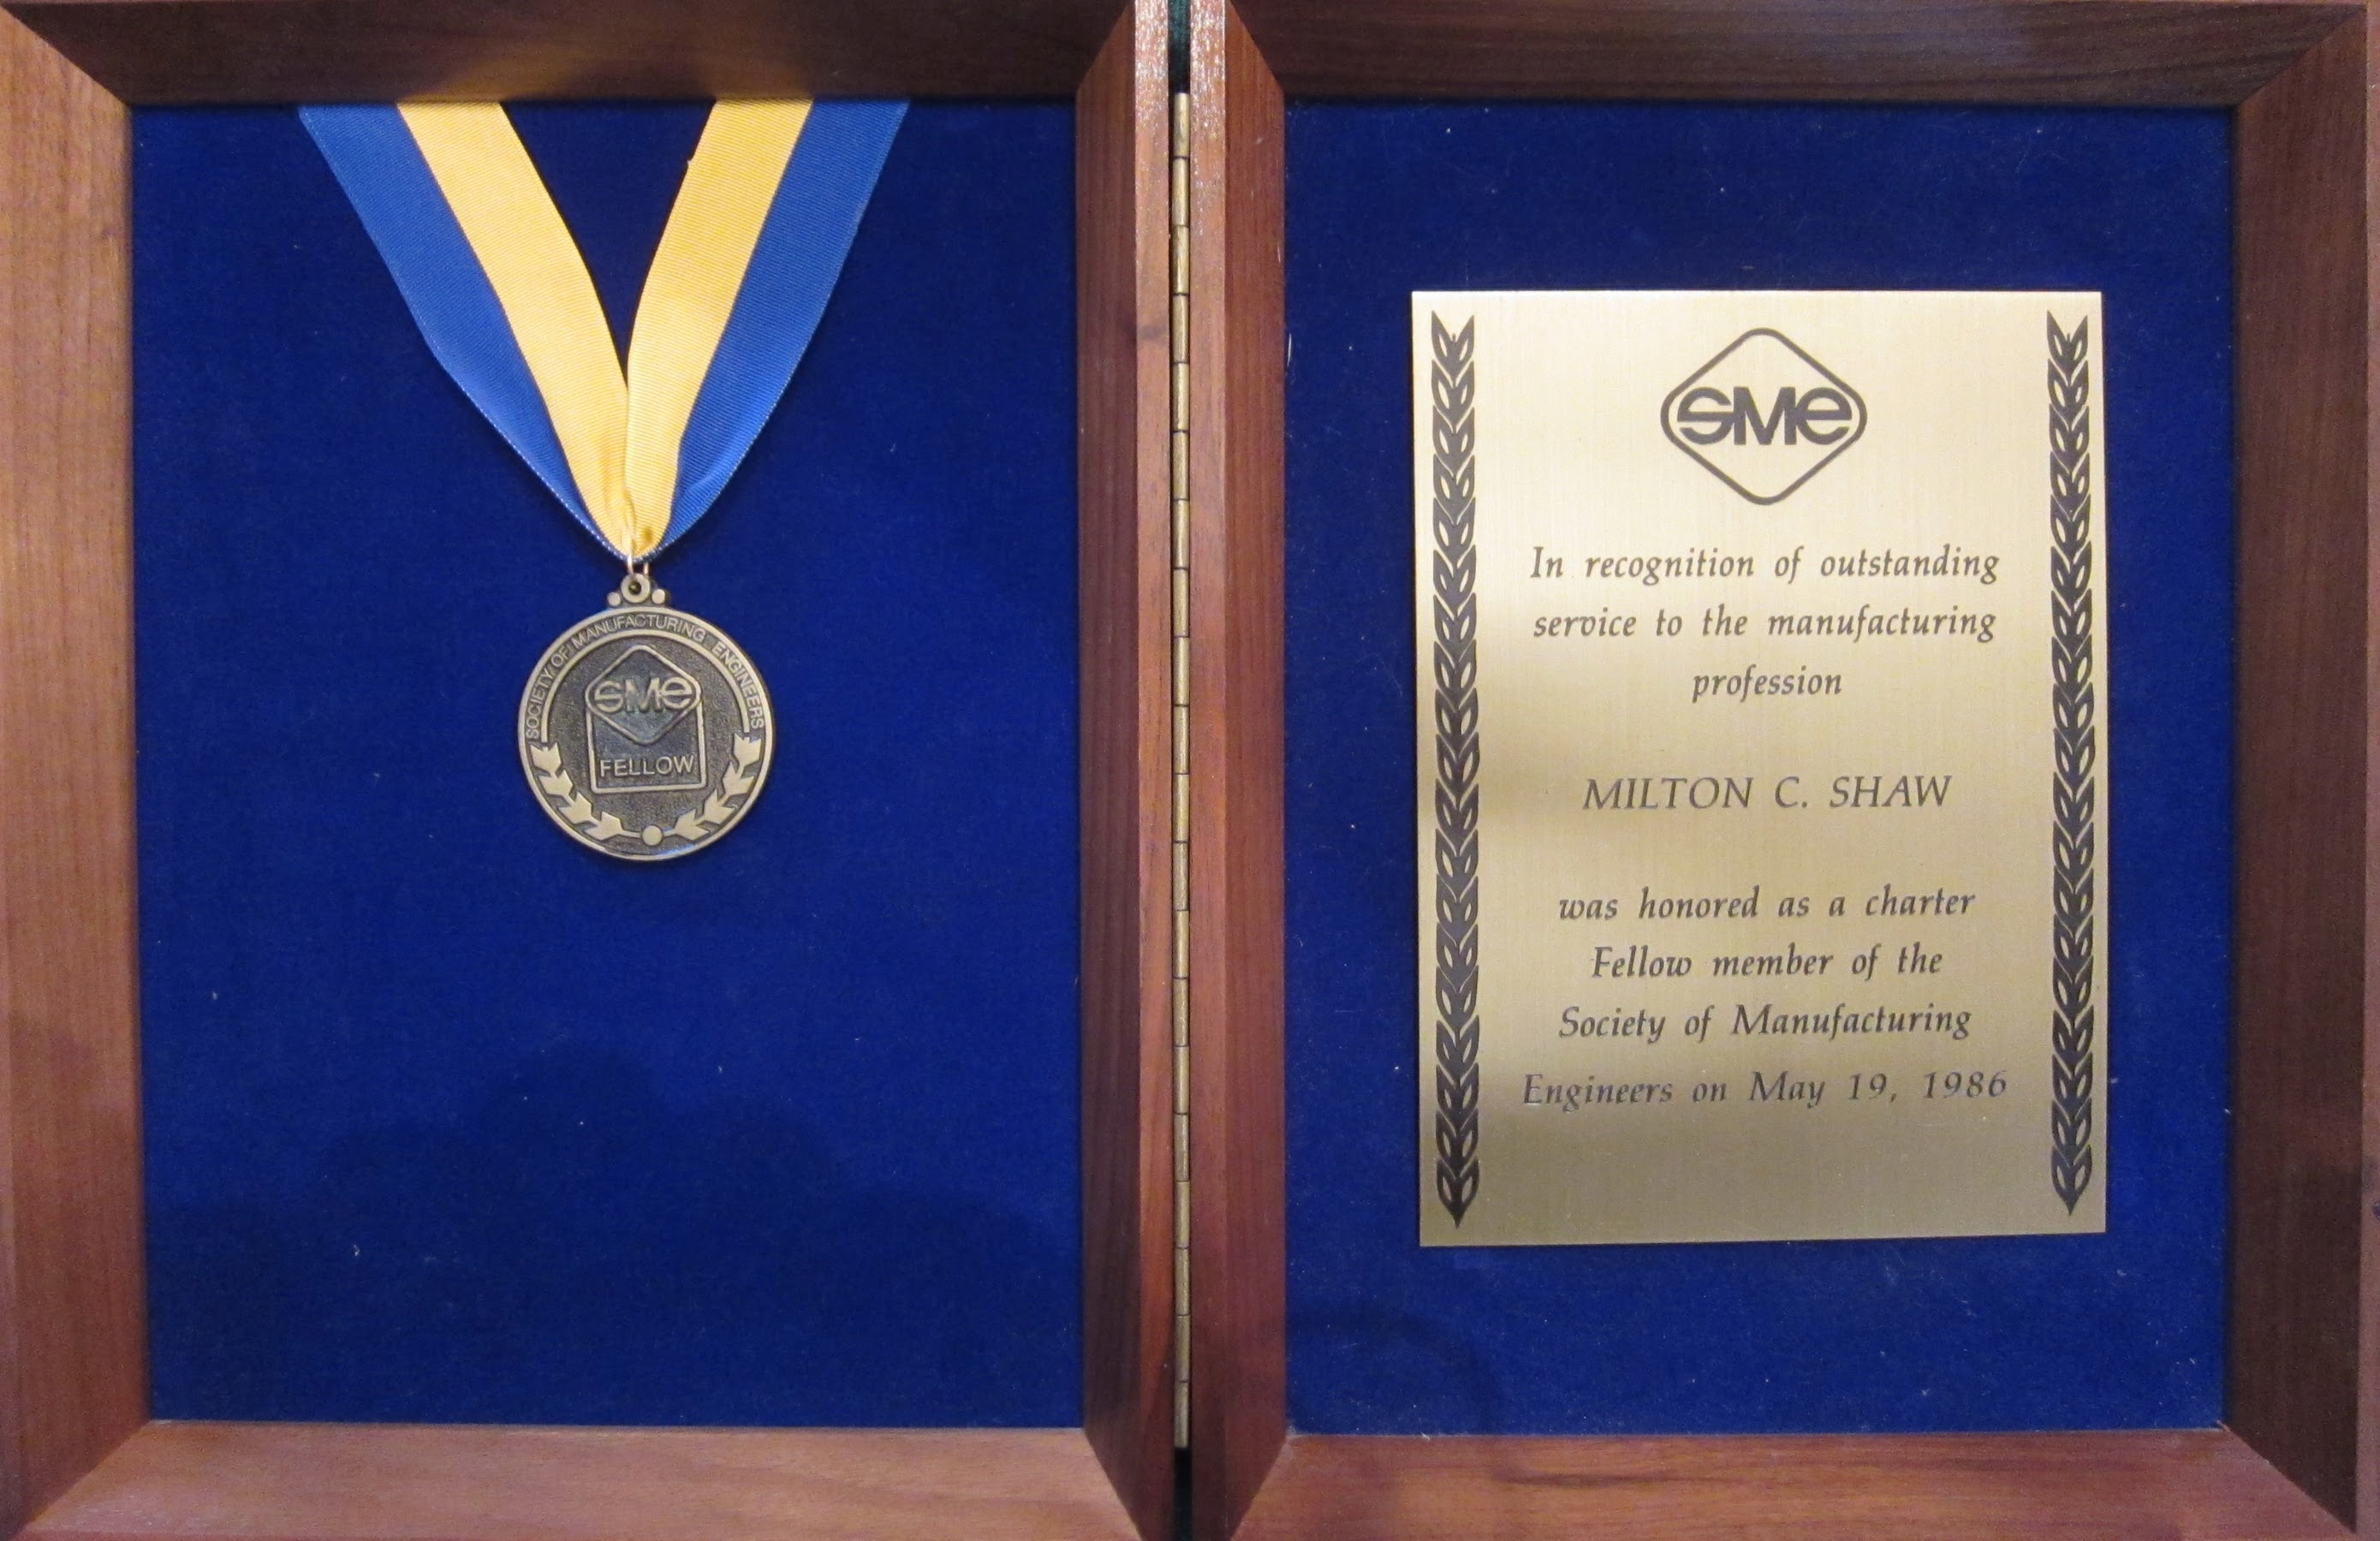 SOCIETY OF MANUFACTURING ENGINEERS
SME
FELLOW
SME
In recognition of outstanding
service to the manufacturing
profession
MILTON C. SHAW
was honored as a charter
Fellow member of the
Society of Manufacturing
Engineers on May 19, 1986